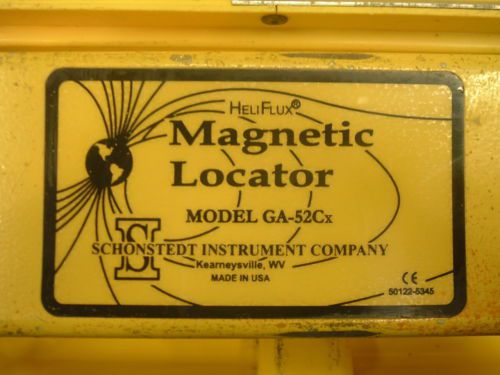 HELIFLUX®
Magnetic
Locator
MODEL GA-52Cx
SCHONSTEDT INSTRUMENT COMPANY
Kearneysville, WV
MADE IN USA
CE
50122-5345